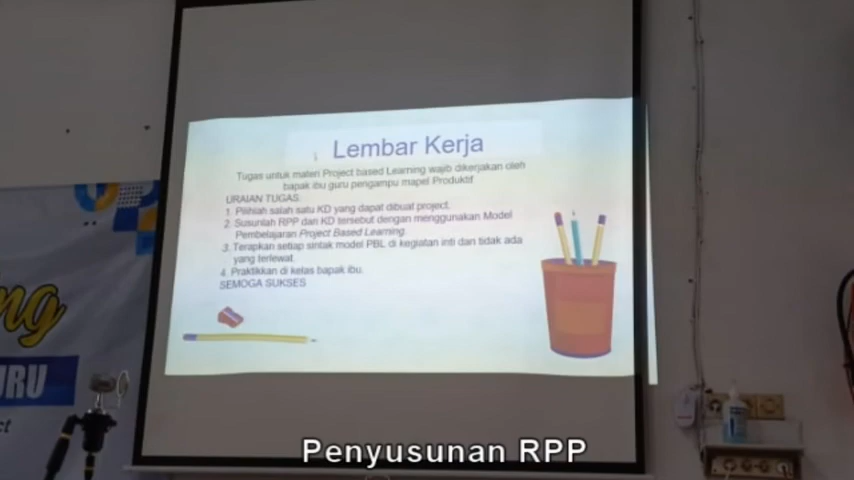 Lembar Kerja
Tugas untuk materi Project based Learning wajib dikerjakan oleh
bapak ibu guru pengampu mapel Produktif
URAIAN TUGAS:
1. Pilihlah salah satu KD yang dapat dibuat project.
2. Susunlah RPP dari KD tersebut dengan menggunakan Model
Pembelajaran Project Based Learning.
3. Terapkan setiap sintak model PBL di kegiatan inti dan tidak ada
yang terlewat.
4. Praktikkan di kelas bapak ibu.
SEMOGA SUKSES
Penyusunan RPP